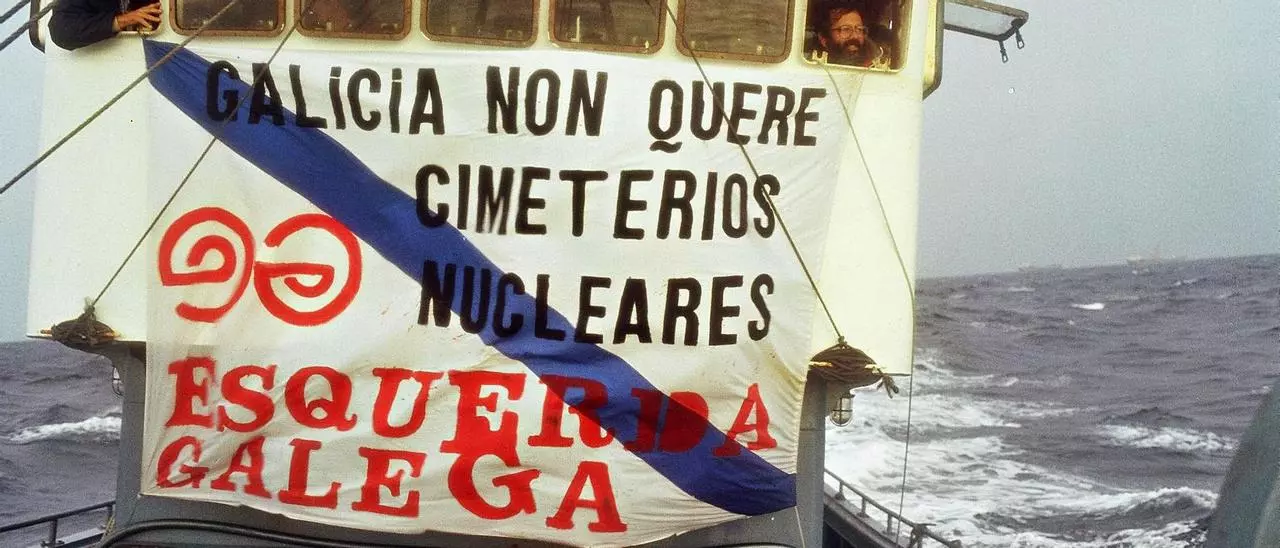 GALiCiA NON QUERE
CIMETERIOS
NUCLEARES
ESQUERDA
GALEGA